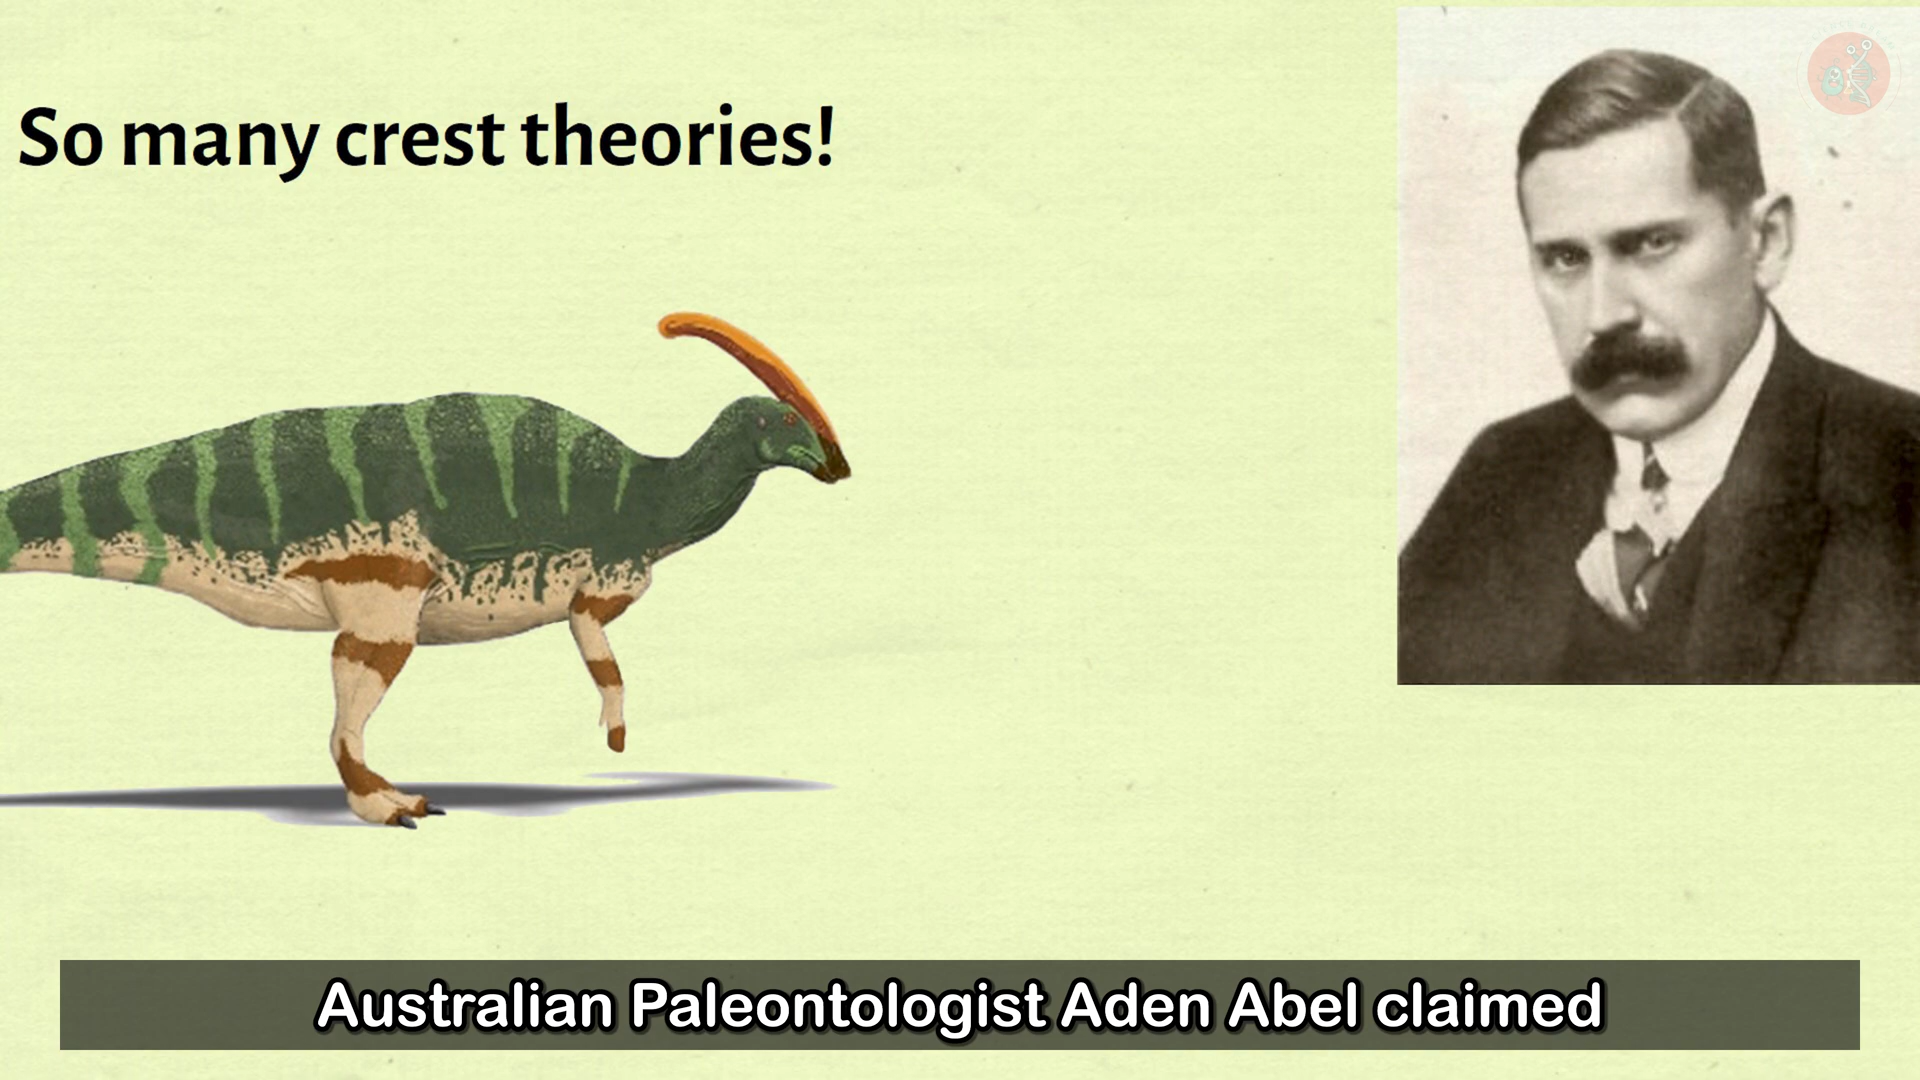 So many crest theories!
Australian Paleontologist Aden Abel claimed